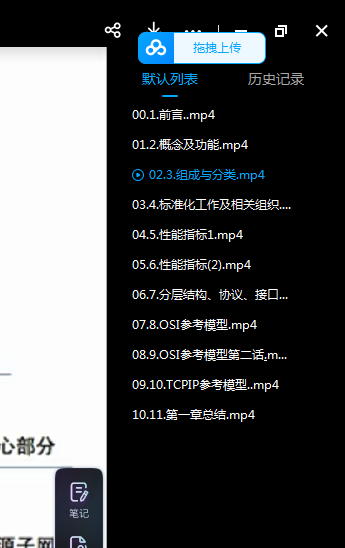 拖拽上传
默认列表
历史记录
00.1.前言..mp4
01.2.概念及功能.mp4
02.3.组成与分类.mp4
03.4.标准化工作及相关组织....
04.5.性能指标1.mp4
05.6.性能指标(2).mp4
06.7.分层结构、协议、接口...
07.8.OSI参考模型.mp4
08.9.OSI参考模型第二话,m...
09.10.TCPIP参考模型..mp4
10.11.第一章总结.mp4
心部分
笔记
源子网